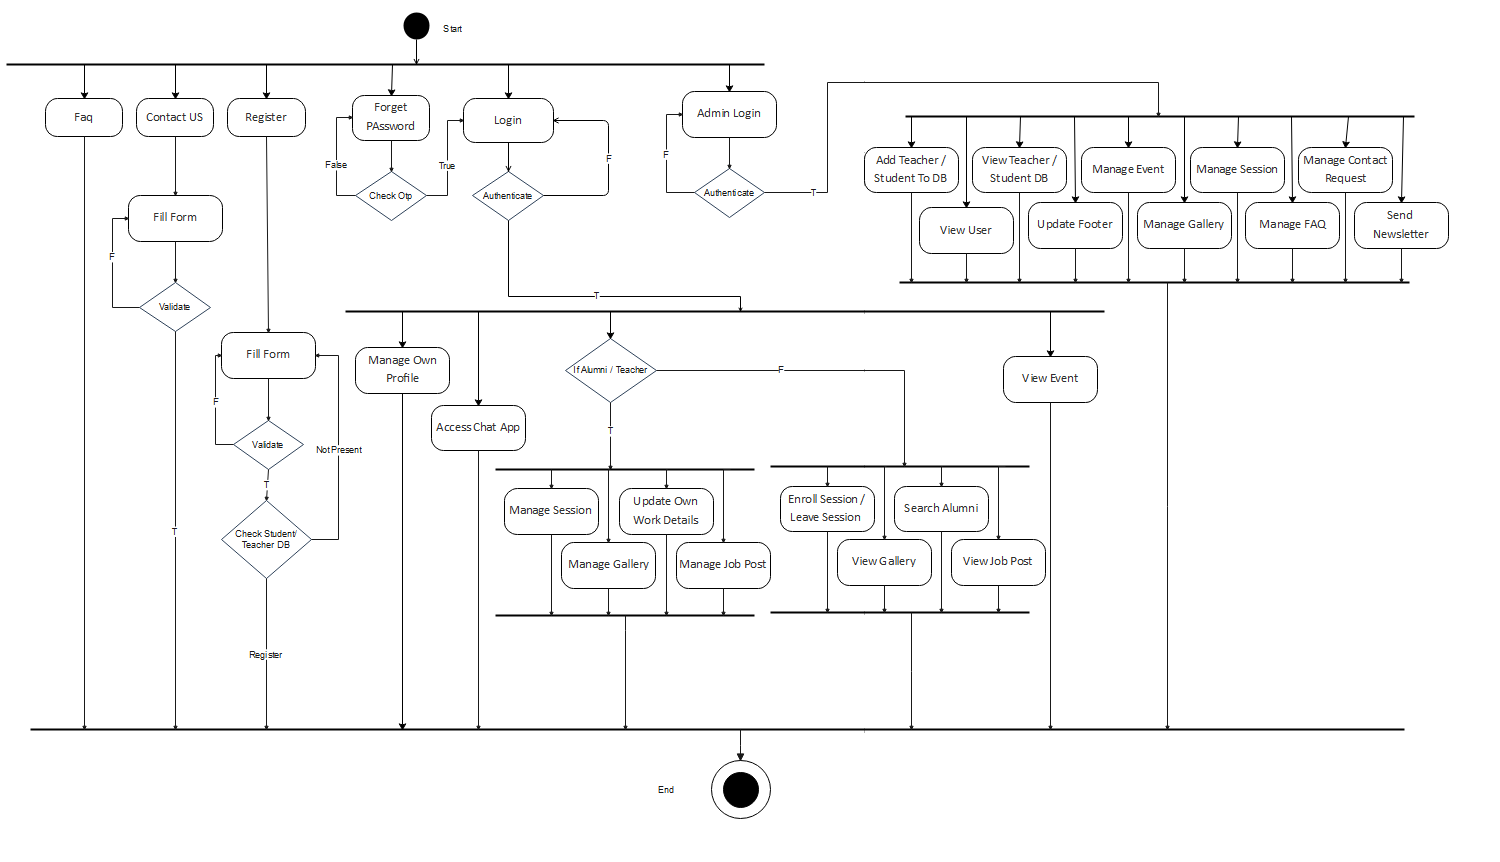 Start
Faq
Contact US
Register
Forget
PAssword
Login
Admin Login
False
True
F
F
Check Otp
Authenticate
Authenticate
T
Add Teacher /
Student To DB
View Teacher /
Student DB
Manage Event
Manage Session
Manage Contact
Request
View User
Update Footer
Manage Gallery
Manage FAQ
Send
Newsletter
Fill Form
F
Validate
T
T
Fill Form
F
Validate
Not Present
T
Check Student/
Teacher DB
Register
Manage Own
Profile
Access Chat App
If Alumni / Teacher
F
T
View Event
Manage Session
Update Own
Work Details
Manage Gallery
Manage Job Post
Enroll Session /
Leave Session
Search Alumni
View Gallery
View Job Post
End